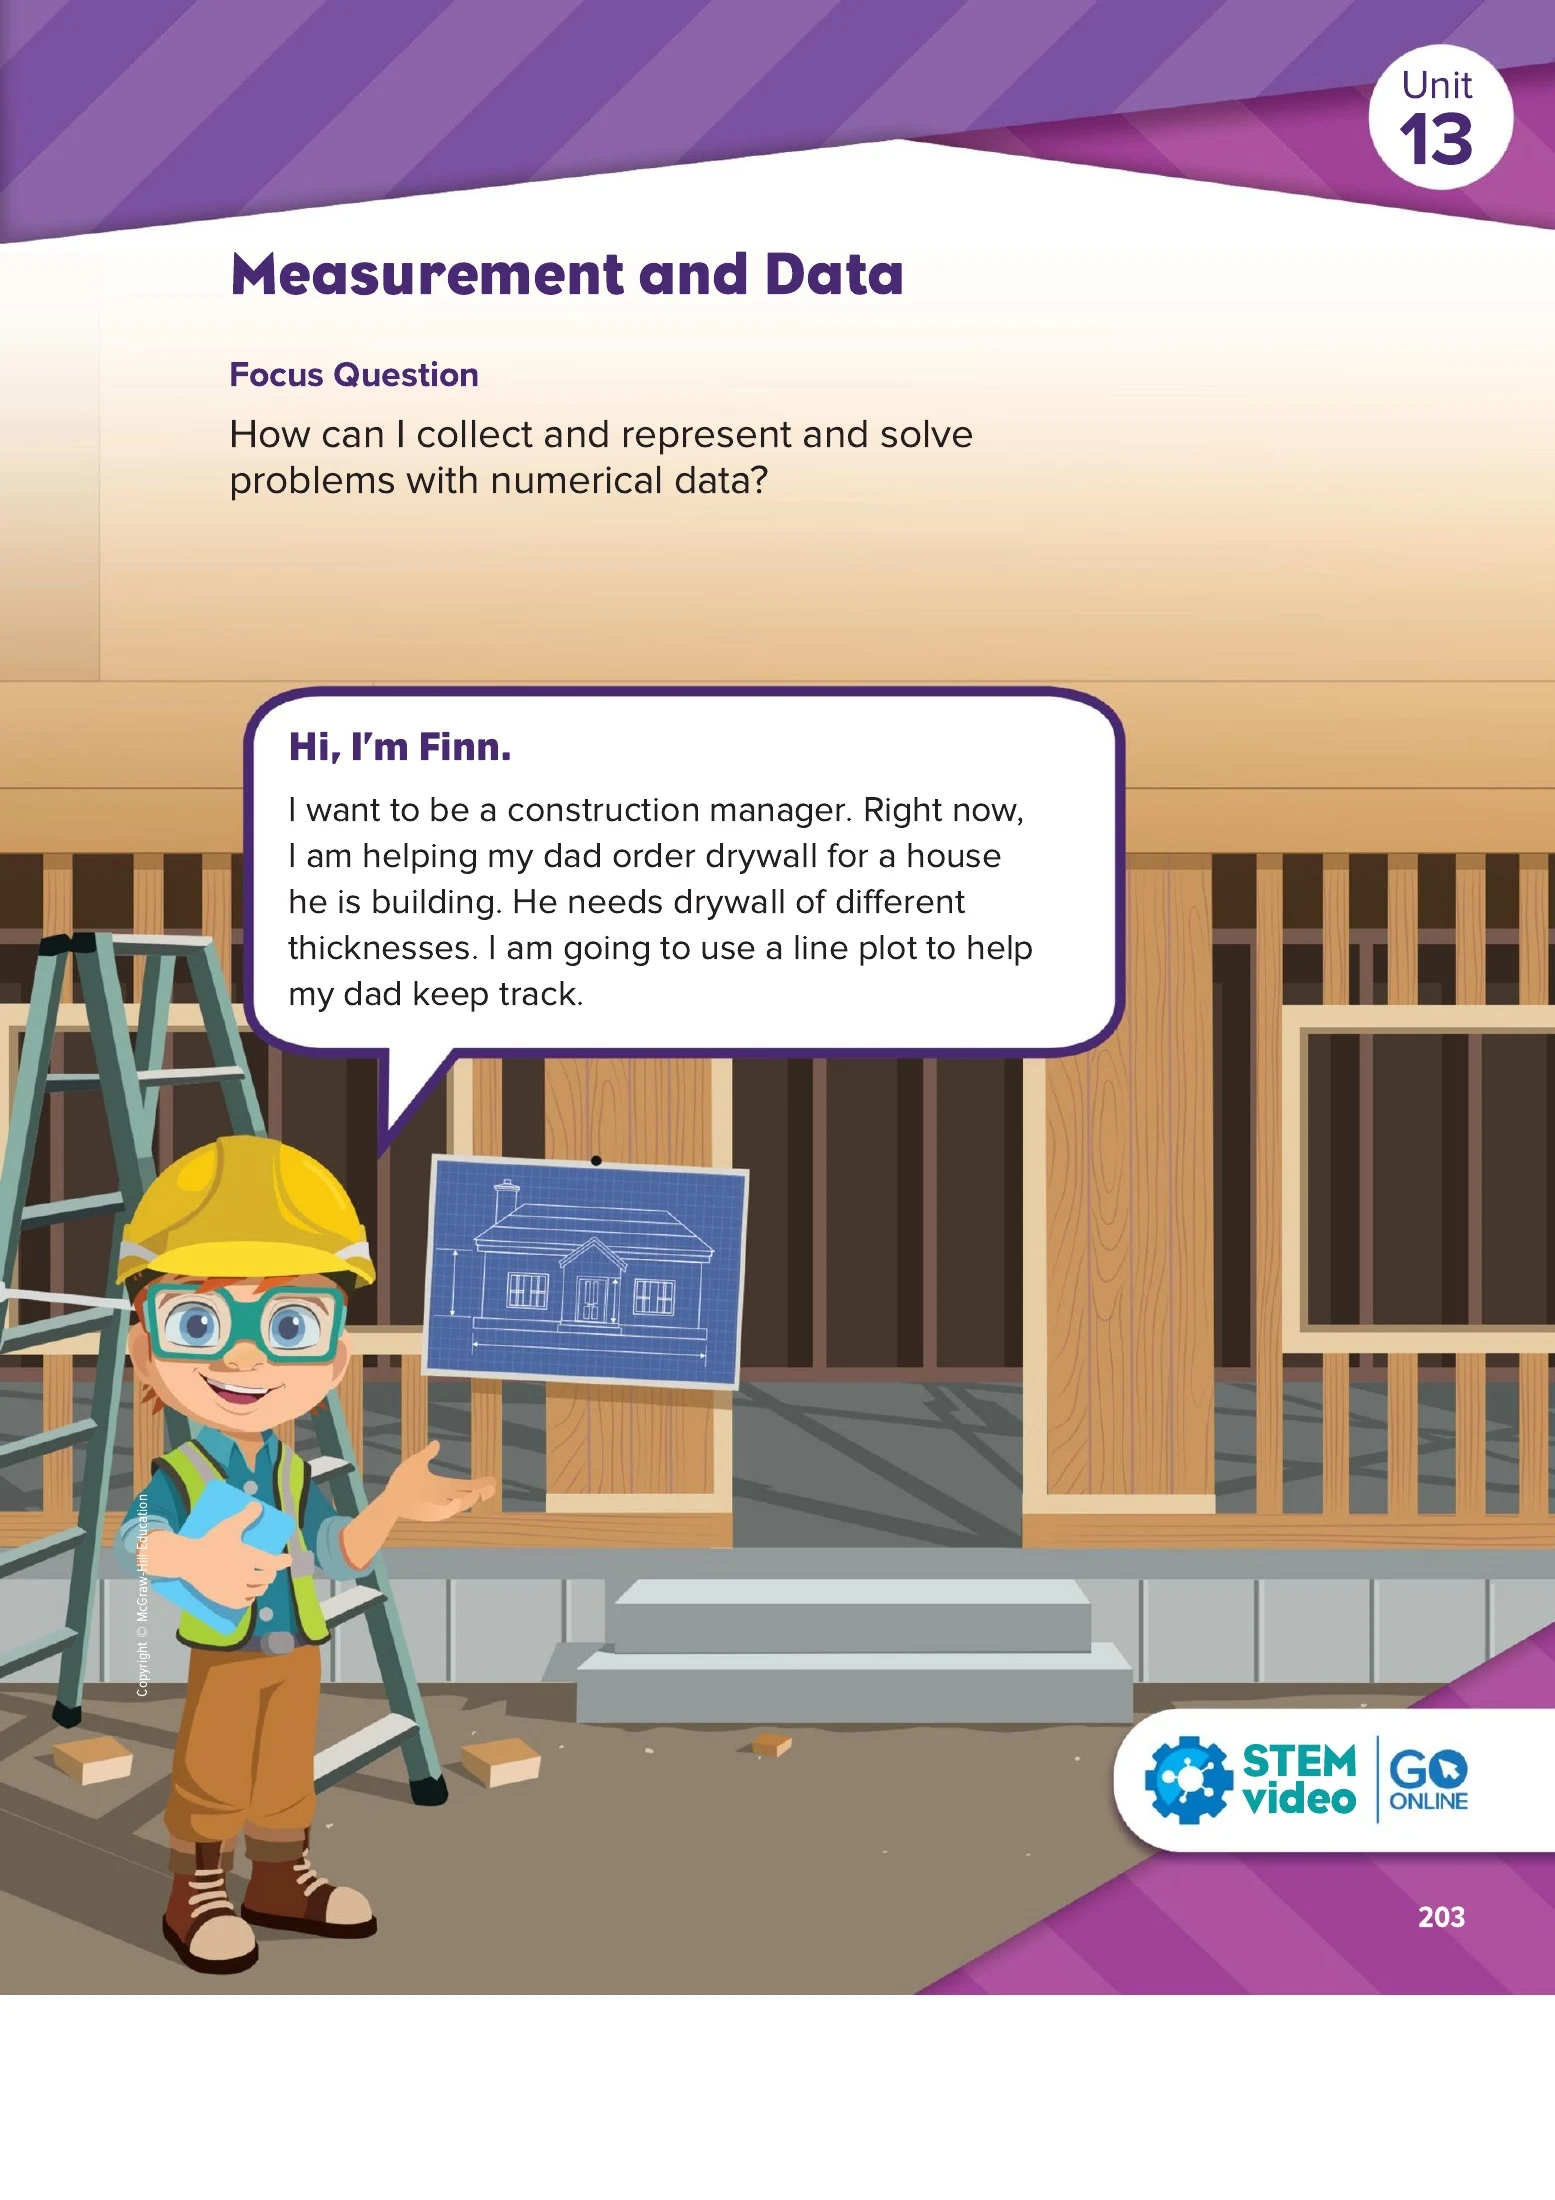 Unit
13
Measurement and Data
Focus Question
How can I collect and represent and solve
problems with numerical data?
Hi, I'm Finn.
I want to be a construction manager. Right now,
I am helping my dad order drywall for a house
he is building. He needs drywall of different
thicknesses. I am going to use a line plot to help
my dad keep track.
Copyright © McGraw-Hill Education
STEM
video
GO
ONLINE
203